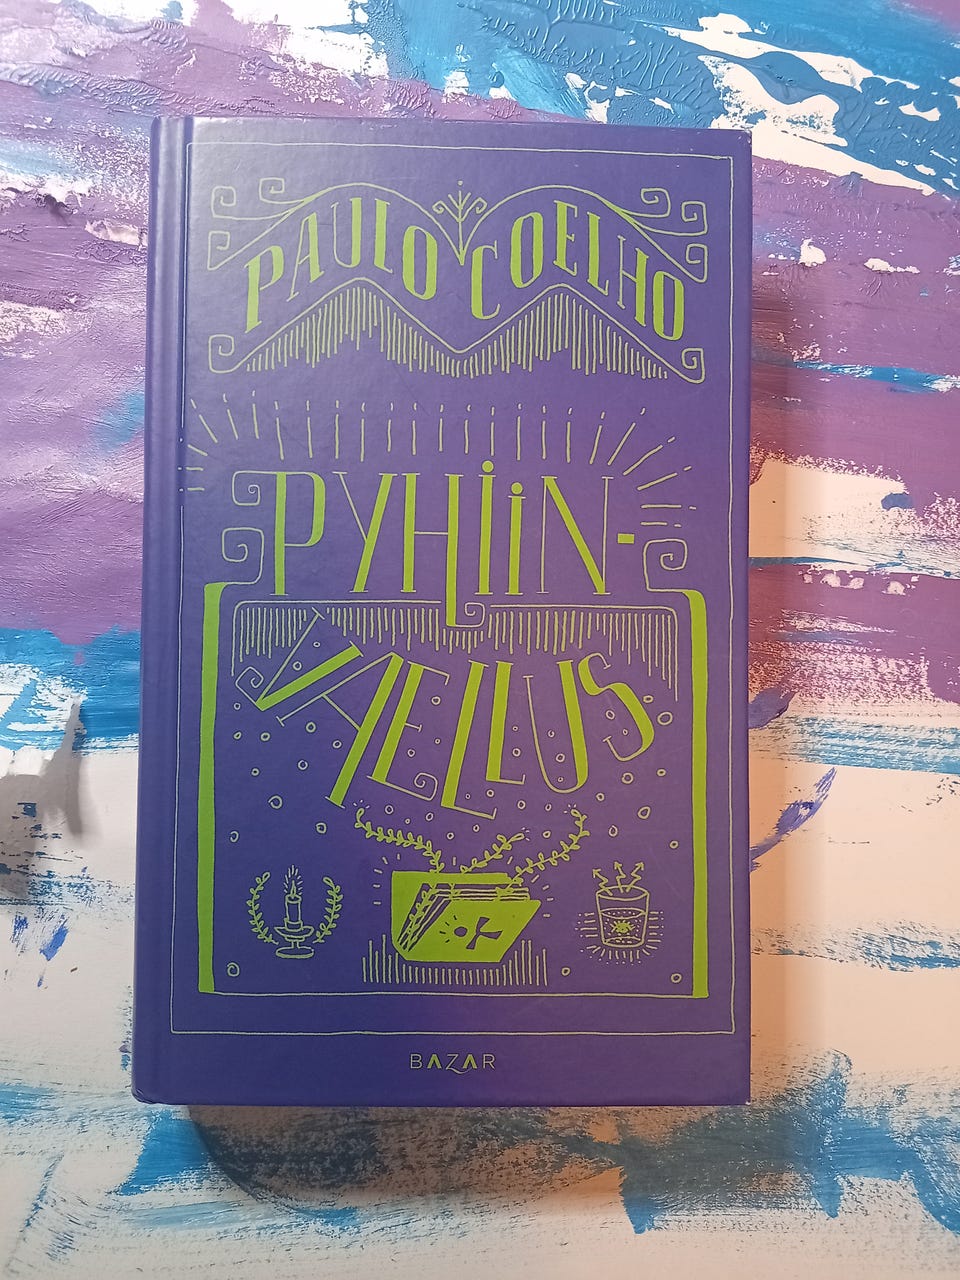 PAULO COELHO
PYHiiN-
VAELLUS
BAZAR